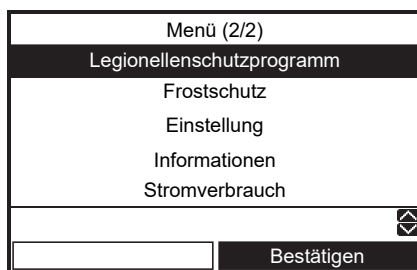 Menü (2/2)
Legionellenschutzprogramm
Frostschutz
Einstellung
Informationen
Stromverbrauch
Bestätigen